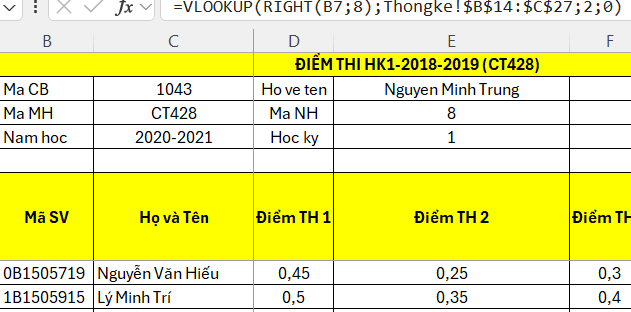 fx =VLOOKUP(RIGHT(B7;8);Thongke!$B$14:$C$27;2;0)
B C D E F
ĐIỂM THI HK1-2018-2019 (CT428)
Ma CB 1043 Ho ve ten Nguyen Minh Trung
Ma MH CT428 Ma NH 8
Nam hoc 2020-2021 Hoc ky 1
Mã SV Họ và Tên Điểm TH 1 Điểm TH 2 Điểm TH
0B1505719 Nguyễn Văn Hiếu 0,45 0,25 0,3
1B1505915 Lý Minh Trí 0,5 0,35 0,4